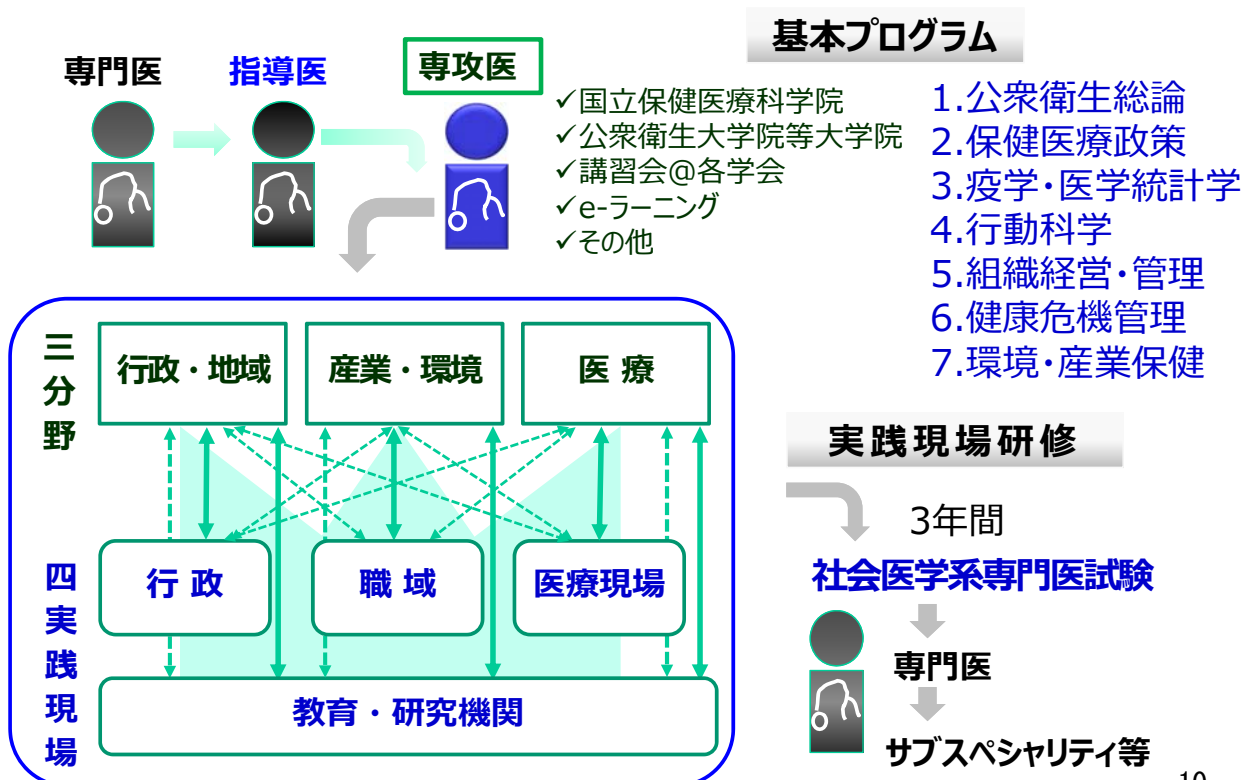 専門医
指導医
専攻医
✓国立保健医療科学院
✓公衆衛生大学院等大学院
✓講習会@各学会
✓e-ラーニング
✓その他
基本プログラム
1.公衆衛生総論
2.保健医療政策
3.疫学・医学統計学
4.行動科学
5.組織経営・管理
6.健康危機管理
7.環境・産業保健
三分野
行政・地域
産業・環境
医 療
四実践現場
行 政
職 域
医療現場
教育・研究機関
実践現場研修
3年間
社会医学系専門医試験
専門医
サブスペシャリティ等
10